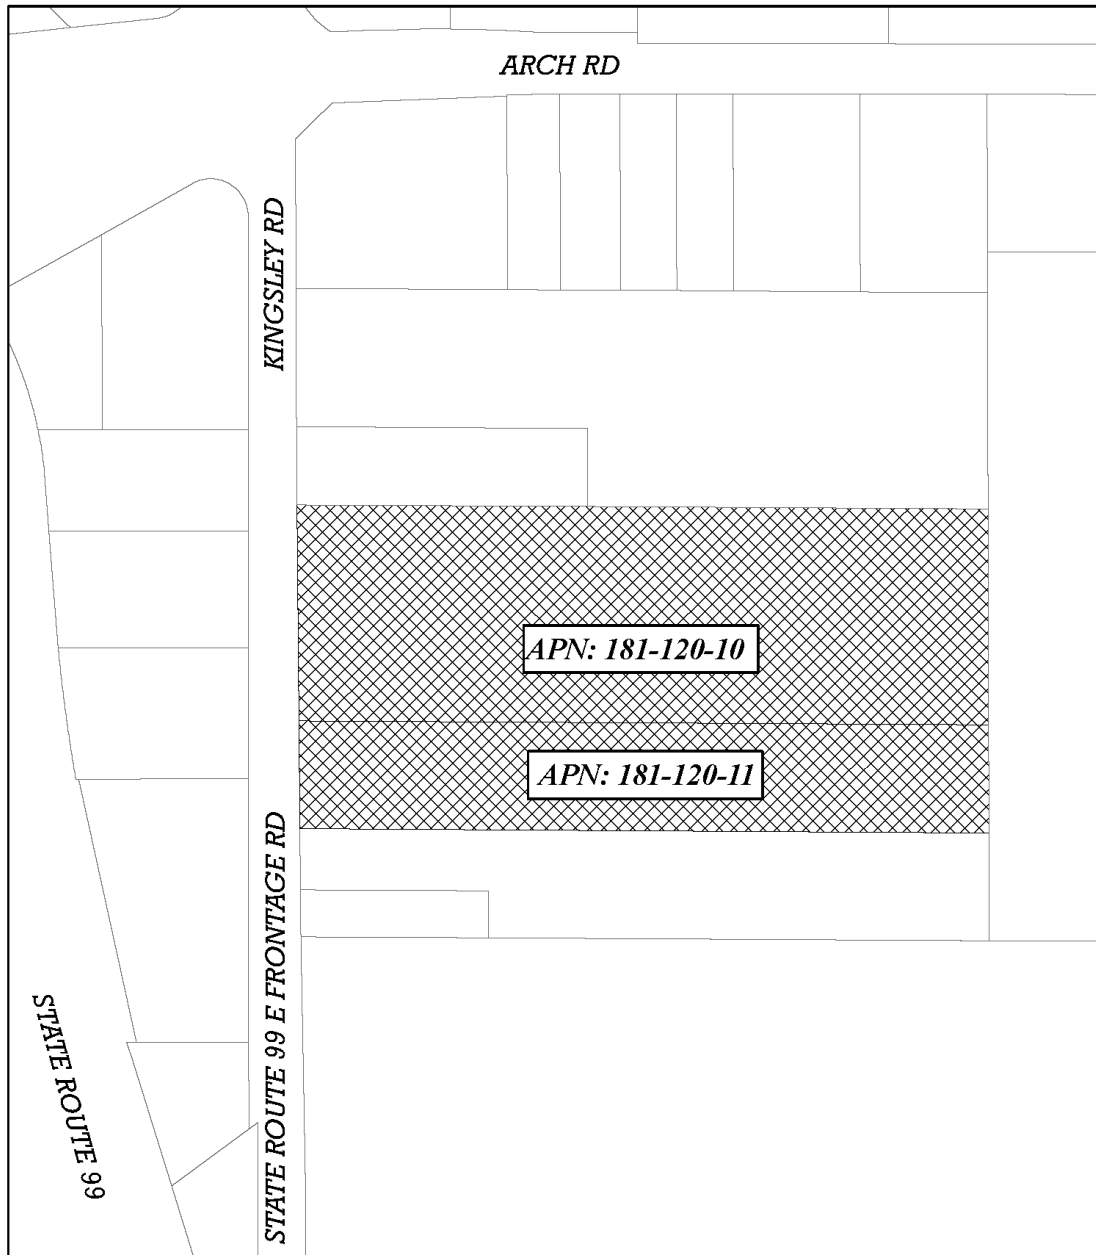 ARCH RD
KINGSLEY RD
APN: 181-120-10
APN: 181-120-11
STATE ROUTE 99 E FRONTAGE RD
STATE ROUTE 99